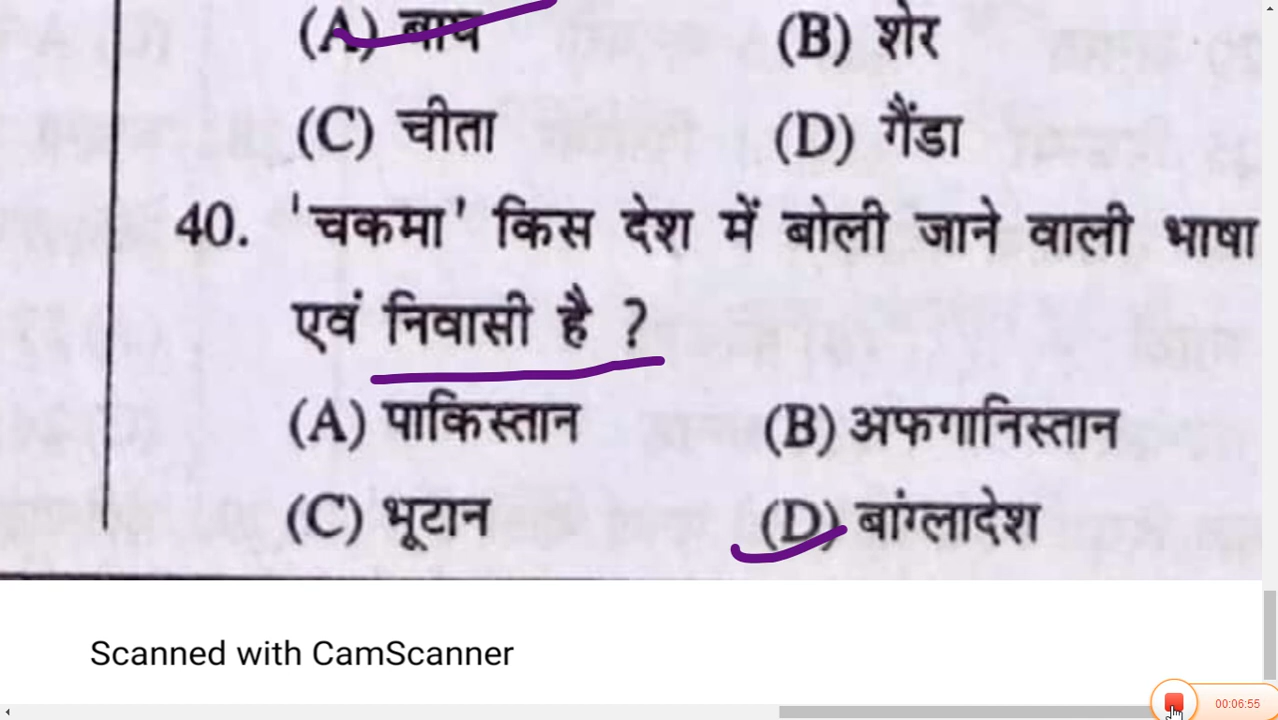 (A) बाघ (B) शेर
(C) चीता (D) गैंडा
40. 'चकमा' किस देश में बोली जाने वाली भाषा
एवं निवासी है ?
(A) पाकिस्तान (B) अफगानिस्तान
(C) भूटान (D) बांग्लादेश
Scanned with CamScanner
00:06:55